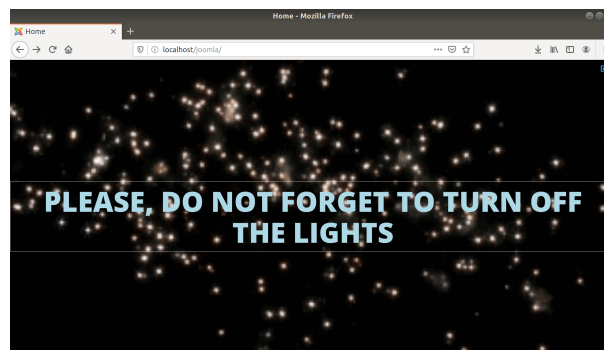 Home - Mozilla Firefox
Home
localhost/joomla/
PLEASE, DO NOT FORGET TO TURN OFF
THE LIGHTS